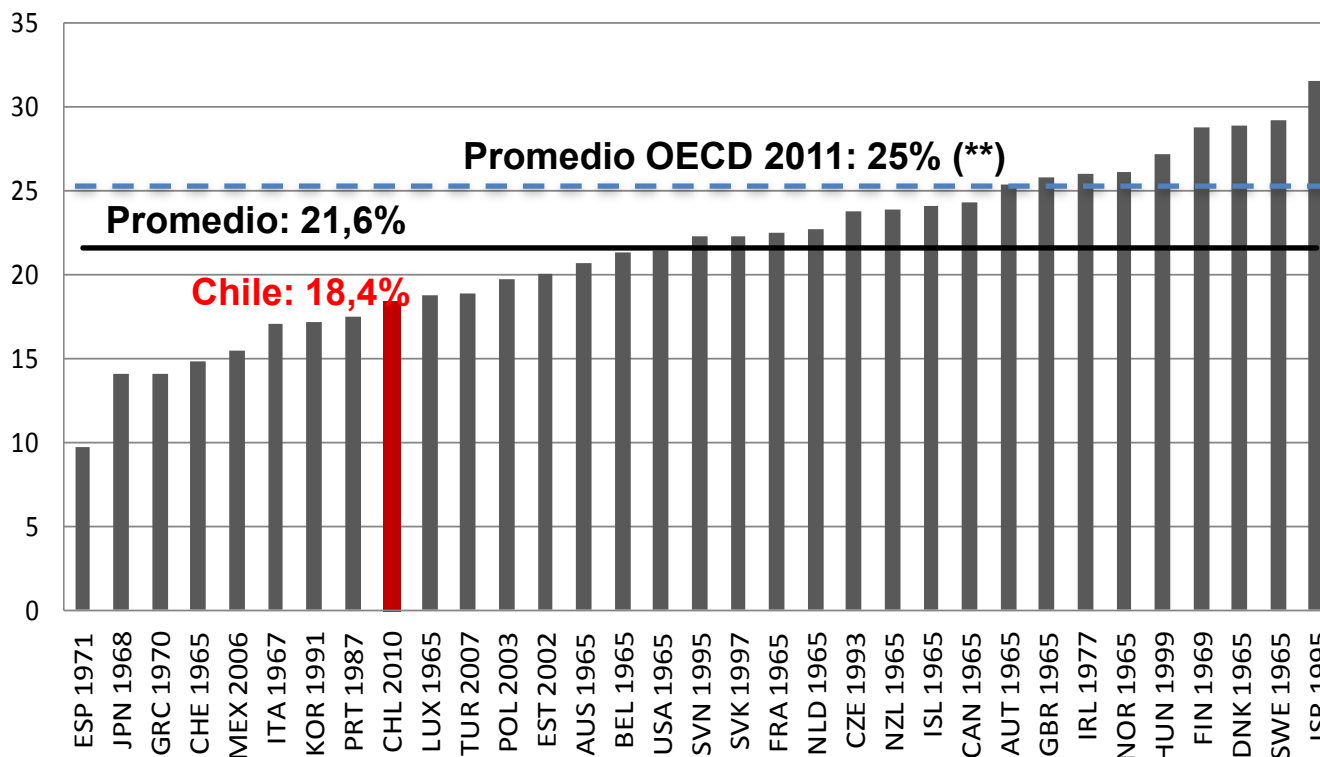 35
30
25
20
15
10
5
0
Promedio OECD 2011: 25% (**)
Promedio: 21,6%
Chile: 18,4%
ESP 1971
JPN 1968
GRC 1970
CHE 1965
MEX 2006
ITA 1967
KOR 1991
PRT 1987
CHL 2010
LUX 1965
TUR 2007
POL 2003
EST 2002
AUS 1965
BEL 1965
USA 1965
SVN 1995
SVK 1997
FRA 1965
NLD 1965
CZE 1993
NZL 1965
ISL 1965
CAN 1965
AUT 1965
GBR 1965
IRL 1977
NOR 1965
HUN 1999
FIN 1969
DNK 1965
SWE 1965
ISR 1995